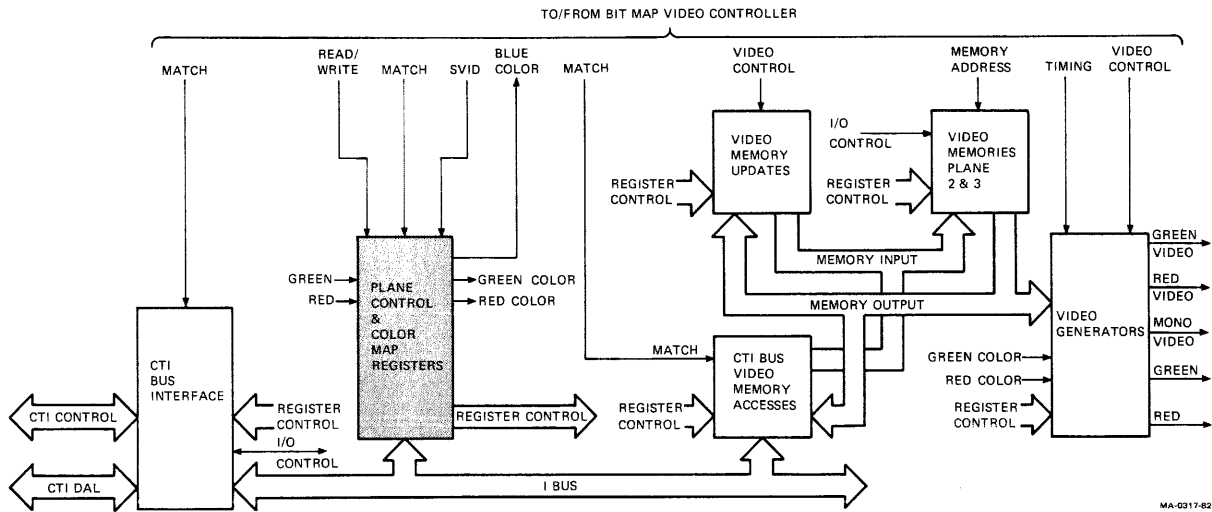 TO/FROM BIT MAP VIDEO CONTROLLER
MATCH
READ/
WRITE
MATCH
SVID
BLUE
COLOR
MATCH
VIDEO
CONTROL
MEMORY
ADDRESS
TIMING
VIDEO
CONTROL
VIDEO
MEMORY
UPDATES
I/O
CONTROL
VIDEO
MEMORIES
PLANE
2 & 3
REGISTER
CONTROL
REGISTER
CONTROL
GREEN
RED
PLANE
CONTROL
&
COLOR
MAP
REGISTERS
GREEN COLOR
RED COLOR
MEMORY INPUT
MEMORY OUTPUT
VIDEO
GENERATORS
GREEN
VIDEO
RED
VIDEO
MONO
VIDEO
GREEN
RED
GREEN COLOR
RED COLOR
REGISTER
CONTROL
CTI
BUS
INTERFACE
MATCH
CTI BUS
VIDEO
MEMORY
ACCESSES
CTI CONTROL
REGISTER
CONTROL
REGISTER CONTROL
REGISTER
CONTROL
I/O
CONTROL
CTI DAL
I BUS
MA-0317-82